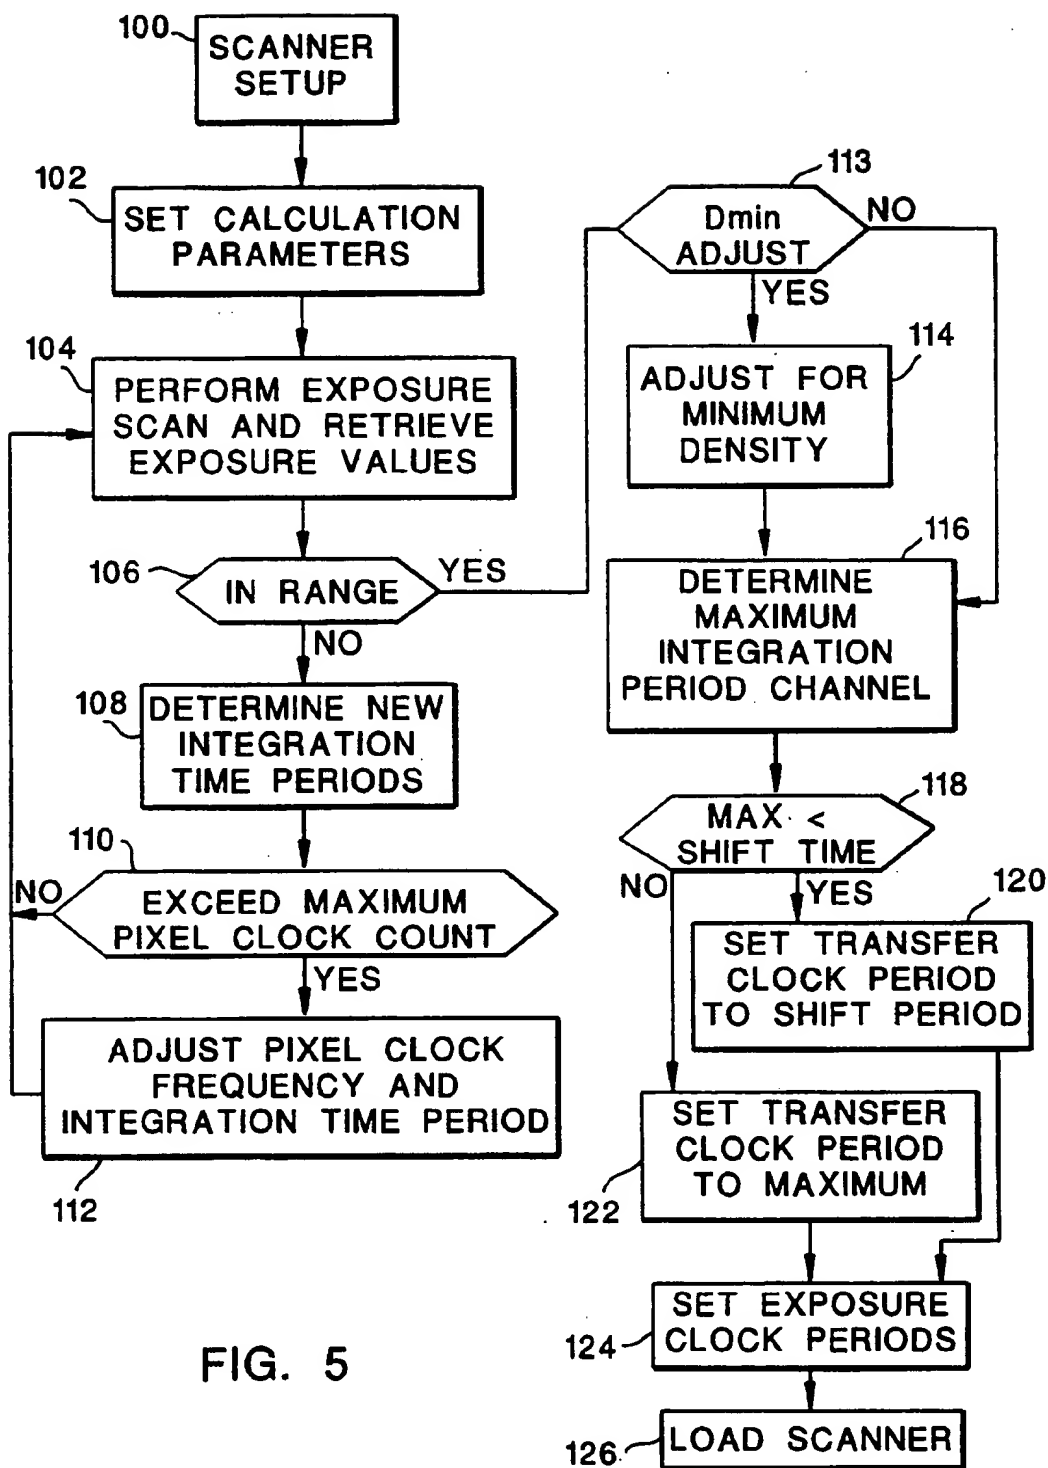 100
SCANNER
SETUP
102
SET CALCULATION
PARAMETERS
104
PERFORM EXPOSURE
SCAN AND RETRIEVE
EXPOSURE VALUES
106
IN RANGE
YES
NO
108
DETERMINE NEW
INTEGRATION
TIME PERIODS
110
NO
EXCEED MAXIMUM
PIXEL CLOCK COUNT
YES
ADJUST PIXEL CLOCK
FREQUENCY AND
INTEGRATION TIME PERIOD
112
113
Dmin
ADJUST
NO
YES
114
ADJUST FOR
MINIMUM
DENSITY
116
DETERMINE
MAXIMUM
INTEGRATION
PERIOD CHANNEL
118
MAX <
SHIFT TIME
NO
YES
120
SET TRANSFER
CLOCK PERIOD
TO SHIFT PERIOD
SET TRANSFER
CLOCK PERIOD
TO MAXIMUM
122
SET EXPOSURE
CLOCK PERIODS
124
LOAD SCANNER
126
FIG. 5